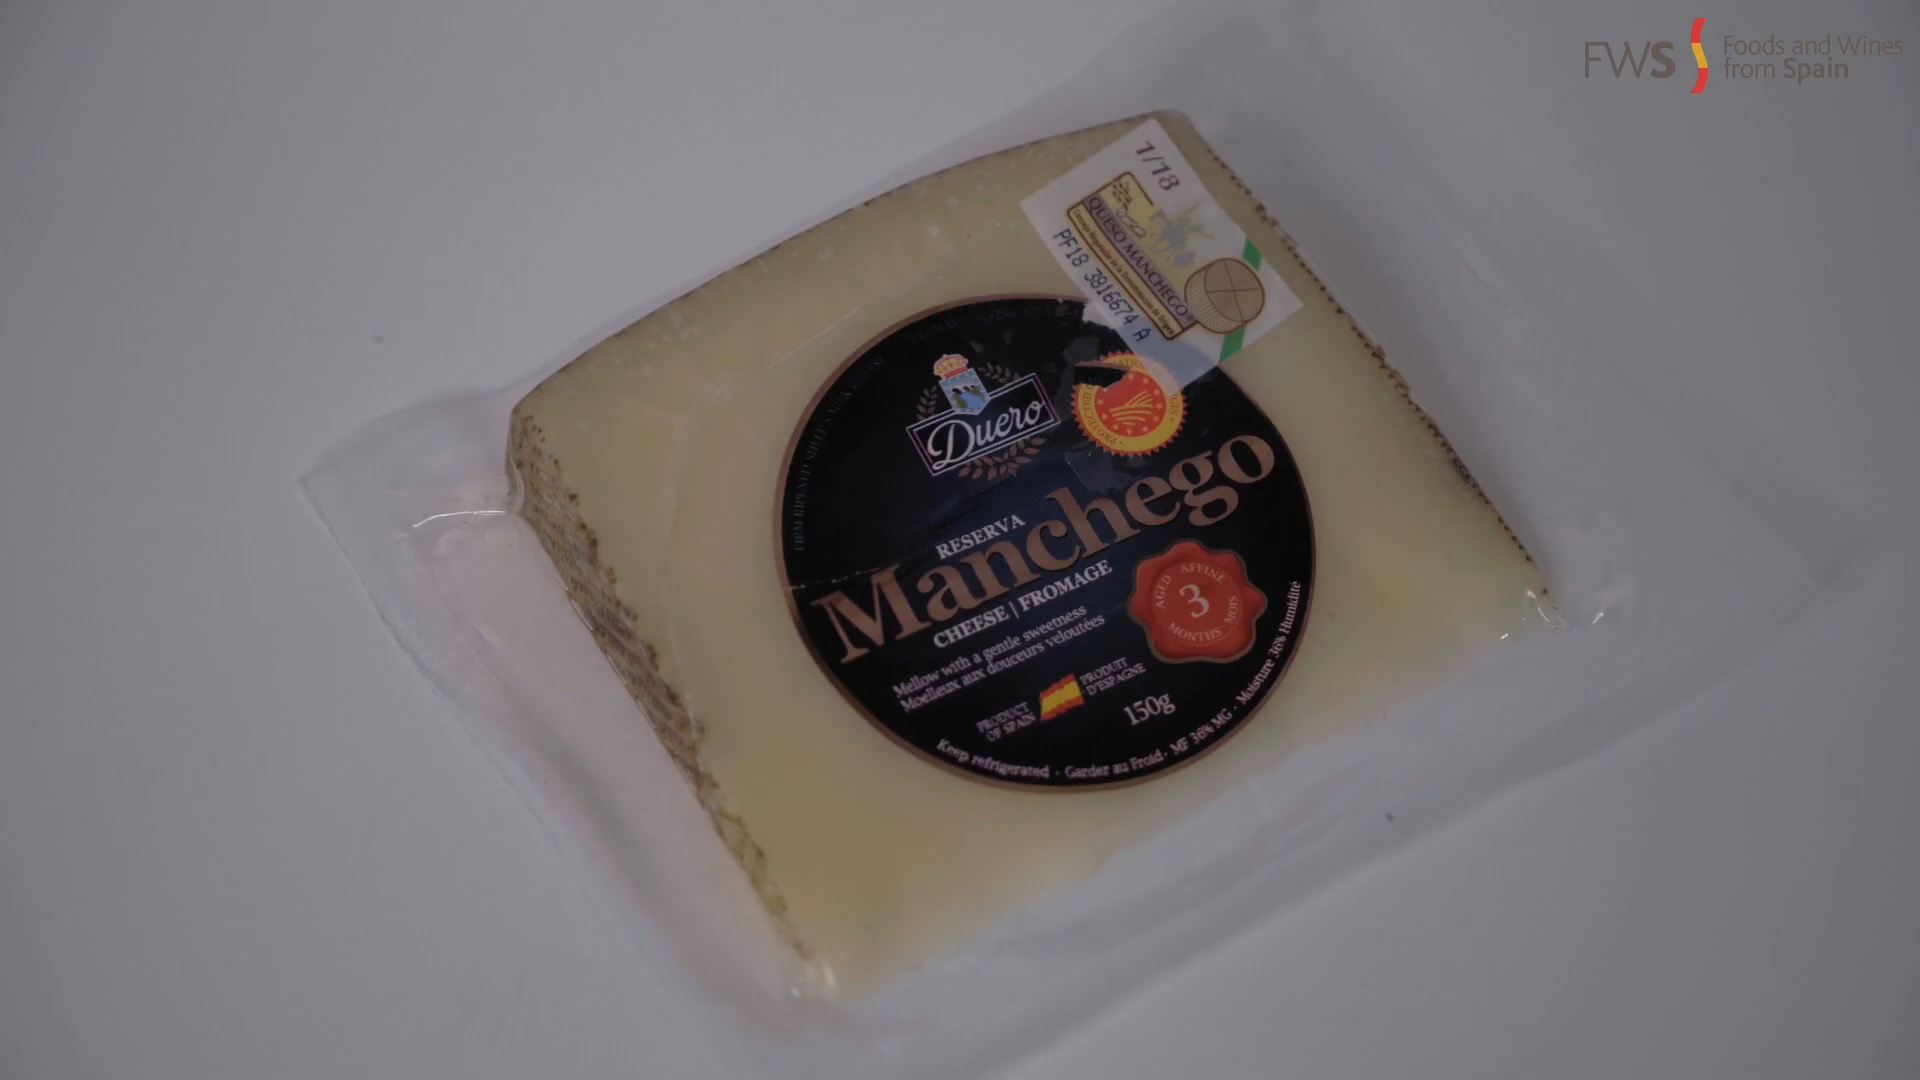 FWS Foods and Wines
from Spain
1/18
QUESO MANCHEGO
PF18 3816674 A
Duero
PROTECTED
RESERVA
Manchego
CHEESE | FROMAGE
Mellow with a gentle sweetness
Moelleux aux douceurs veloutées
AGED AFFINE
3
MONTHS MOIS
PRODUCT
OF SPAIN
PRODUIT
D'ESPAGNE
150g
Keep refrigerated · Garder au Froid · MF 36% MG · Moisture 36% Humidité